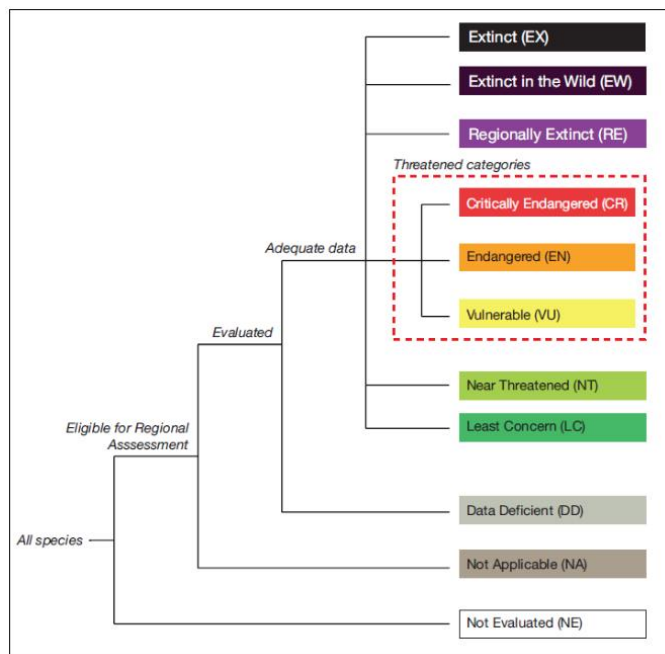 Extinct (EX)
Extinct in the Wild (EW)
Regionally Extinct (RE)
Threatened categories
Critically Endangered (CR)
Adequate data
Endangered (EN)
Vulnerable (VU)
Evaluated
Near Threatened (NT)
Eligible for Regional
Asssessment
Least Concern (LC)
Data Deficient (DD)
All species
Not Applicable (NA)
Not Evaluated (NE)